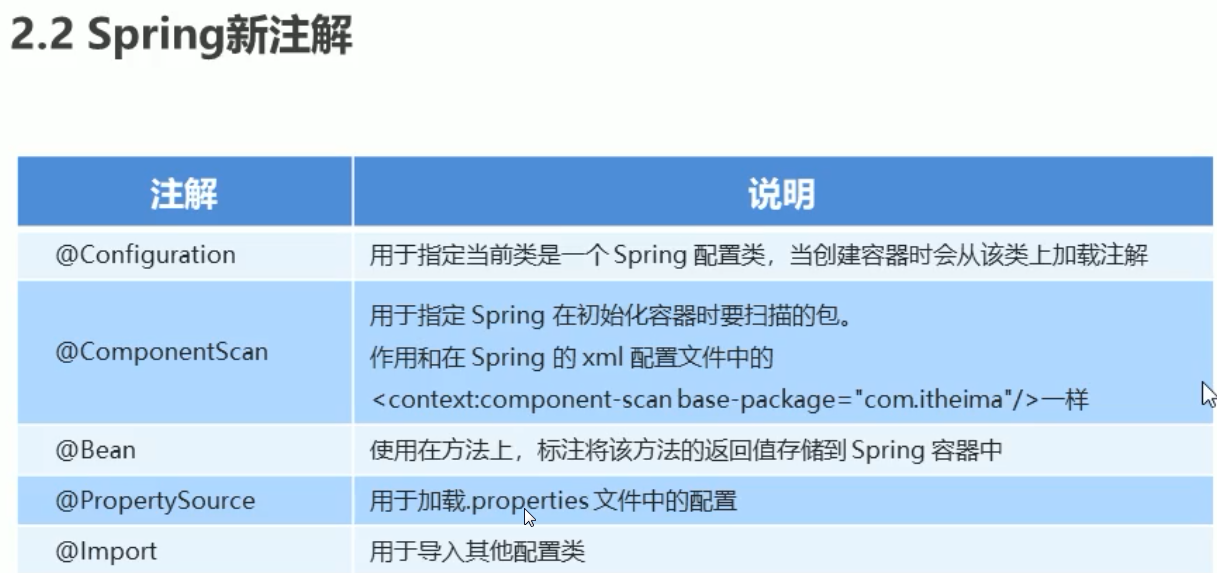 2.2 Spring新注解
注解 说明
@Configuration 用于指定当前类是一个 Spring 配置类，当创建容器时会从该类上加载注解
用于指定 Spring 在初始化容器时要扫描的包。
@ComponentScan 作用和在 Spring 的 xml 配置文件中的
<context:component-scan base-package="com.itheima"/>一样
@Bean 使用在方法上，标注将该方法的返回值存储到 Spring 容器中
@PropertySource 用于加载.properties 文件中的配置
@Import 用于导入其他配置类